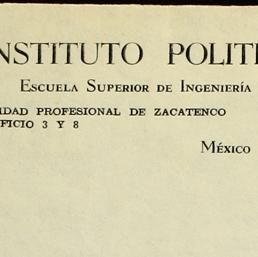 NSTITUTO POLIT
ESCUELA SUPERIOR DE INGENIERÍA
IDAD PROFESIONAL DE ZACATENCO
FICIO 3 Y 8
MÉXICO